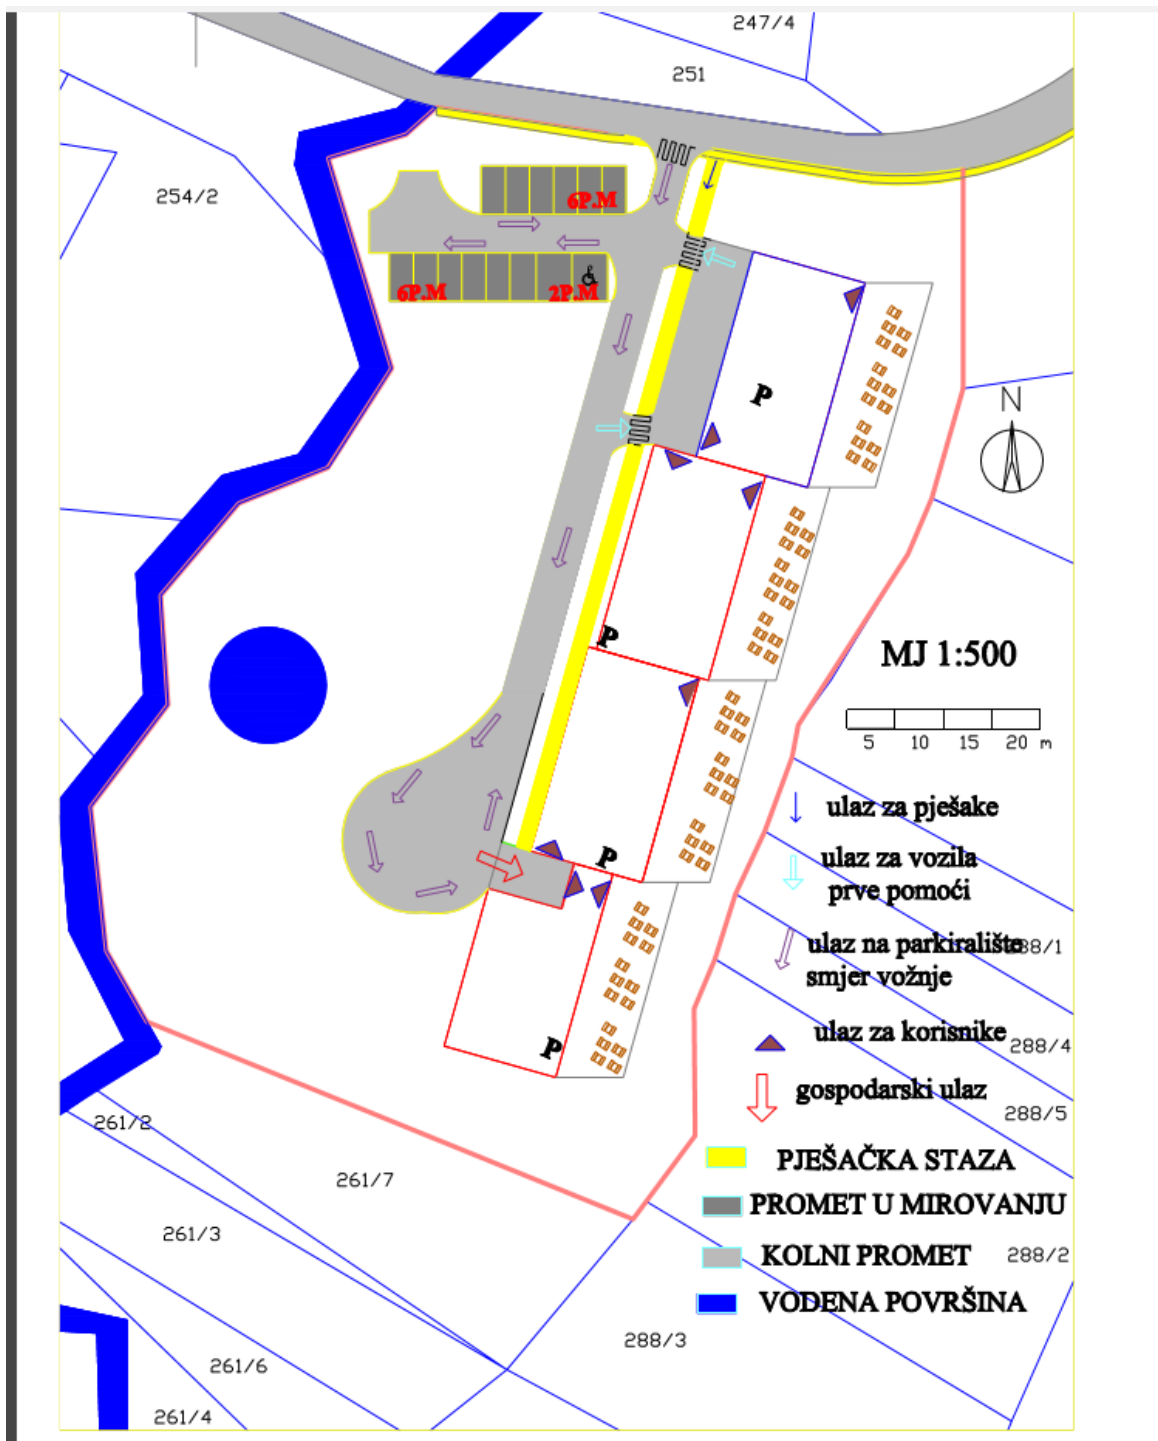 247/4
251
254/2
6P.M
6P.M
2P.M
P
N
P
MJ 1:500
5 10 15 20 m
ulaz za pješake
P
ulaz za vozila
prve pomoći
ulaz na parkiralište
288/1
smjer vožnje
ulaz za korisnike
288/4
P
gospodarski ulaz
288/5
261/2
PJEŠAČKA STAZA
261/7
PROMET U MIROVANJU
261/3
KOLNI PROMET
288/2
VODENA POVRŠINA
288/3
261/6
261/4